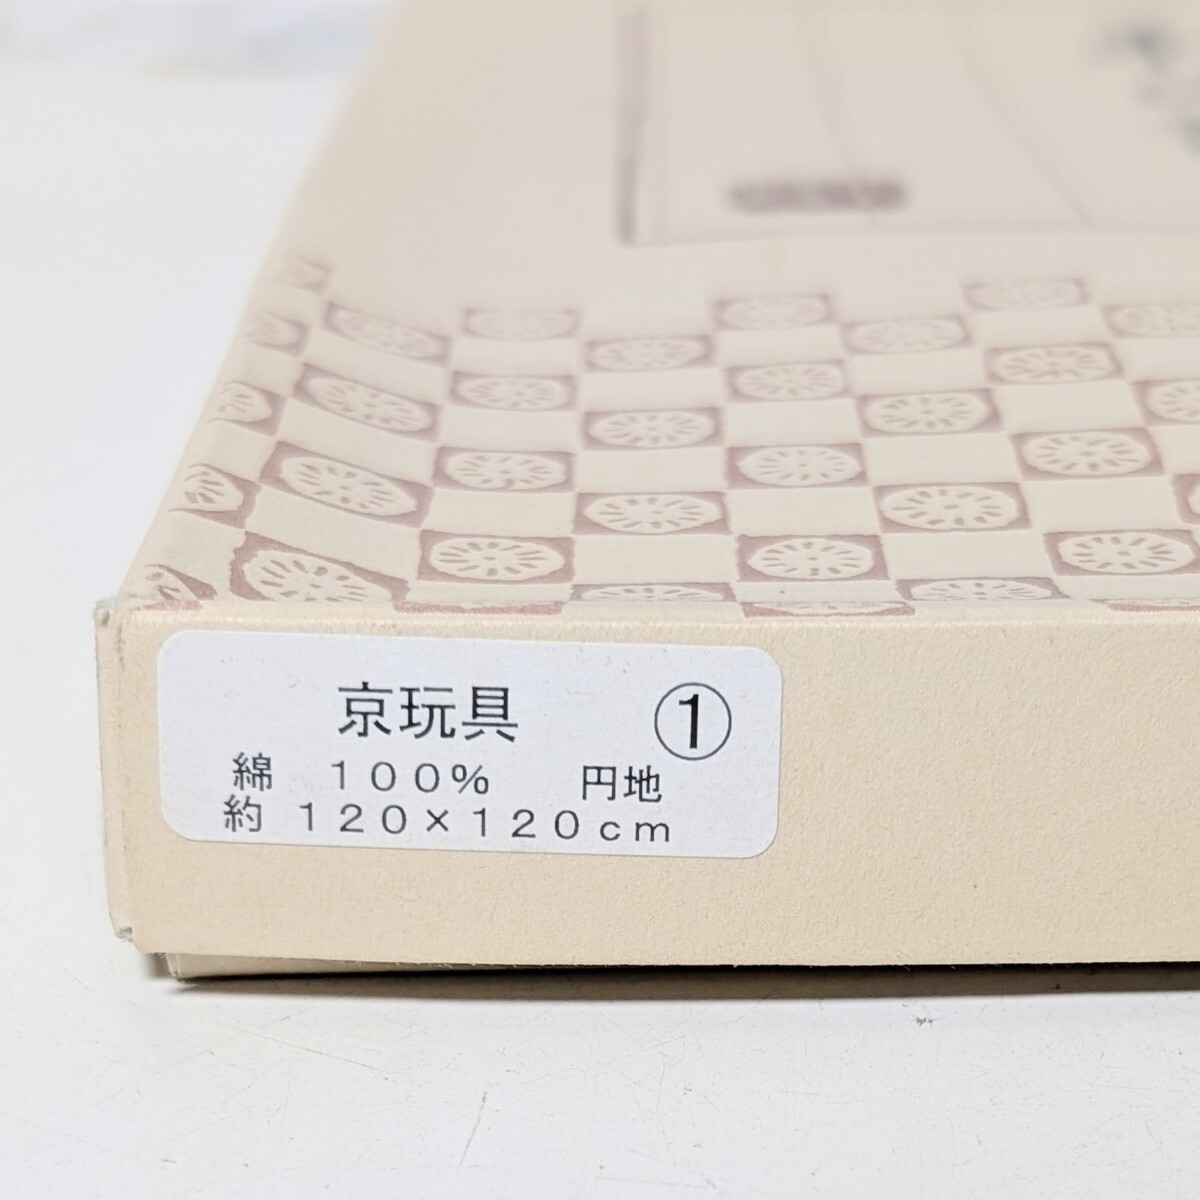 京玩具 ①
綿 100% 円地
約 120×120cm